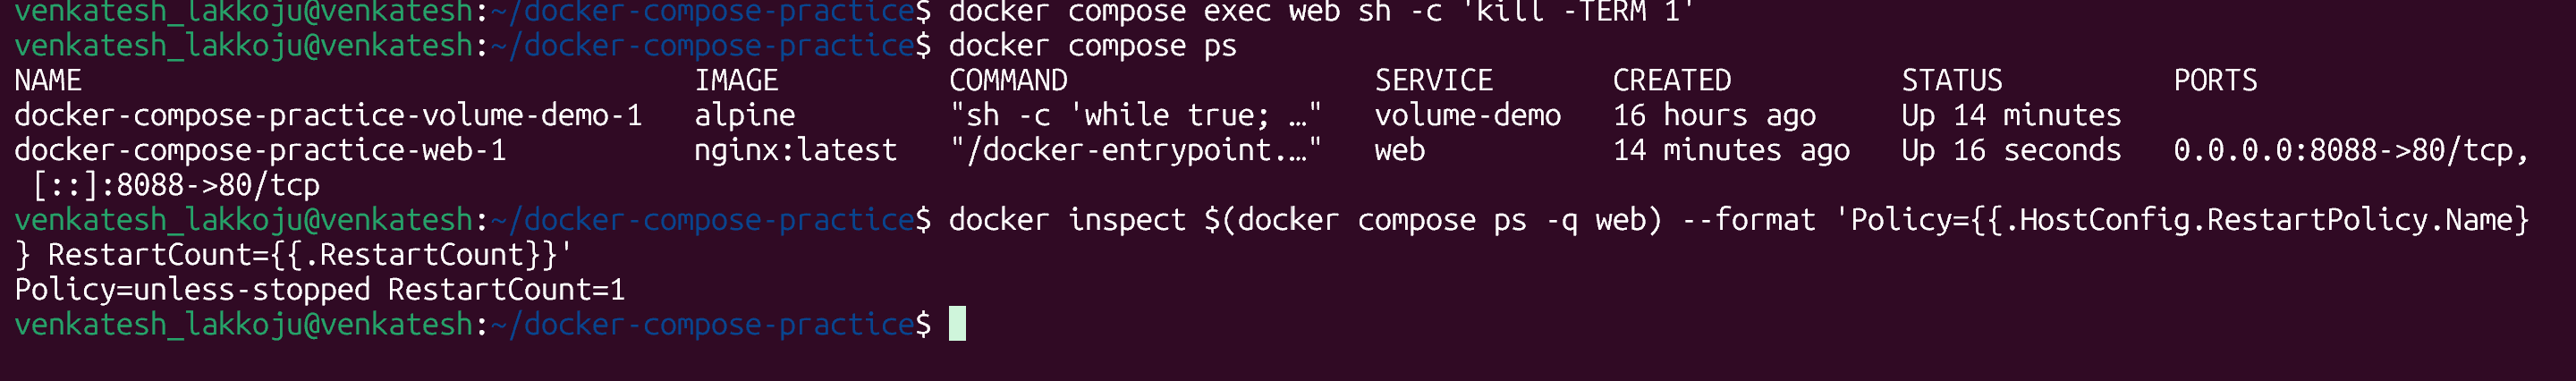 venkatesh_lakkoju@venkatesh:~/docker-compose-practice$ docker compose exec web sh -c 'kill -TERM 1'
venkatesh_lakkoju@venkatesh:~/docker-compose-practice$ docker compose ps
NAME                               IMAGE          COMMAND                  SERVICE       CREATED          STATUS          PORTS
docker-compose-practice-volume-demo-1   alpine         "sh -c 'while true; …"   volume-demo   16 hours ago     Up 14 minutes
docker-compose-practice-web-1           nginx:latest   "/docker-entrypoint.…"   web           14 minutes ago   Up 16 seconds   0.0.0.0:8088->80/tcp,
 [::]:8088->80/tcp
venkatesh_lakkoju@venkatesh:~/docker-compose-practice$ docker inspect $(docker compose ps -q web) --format 'Policy={{.HostConfig.RestartPolicy.Name}
} RestartCount={{.RestartCount}}'
Policy=unless-stopped RestartCount=1
venkatesh_lakkoju@venkatesh:~/docker-compose-practice$